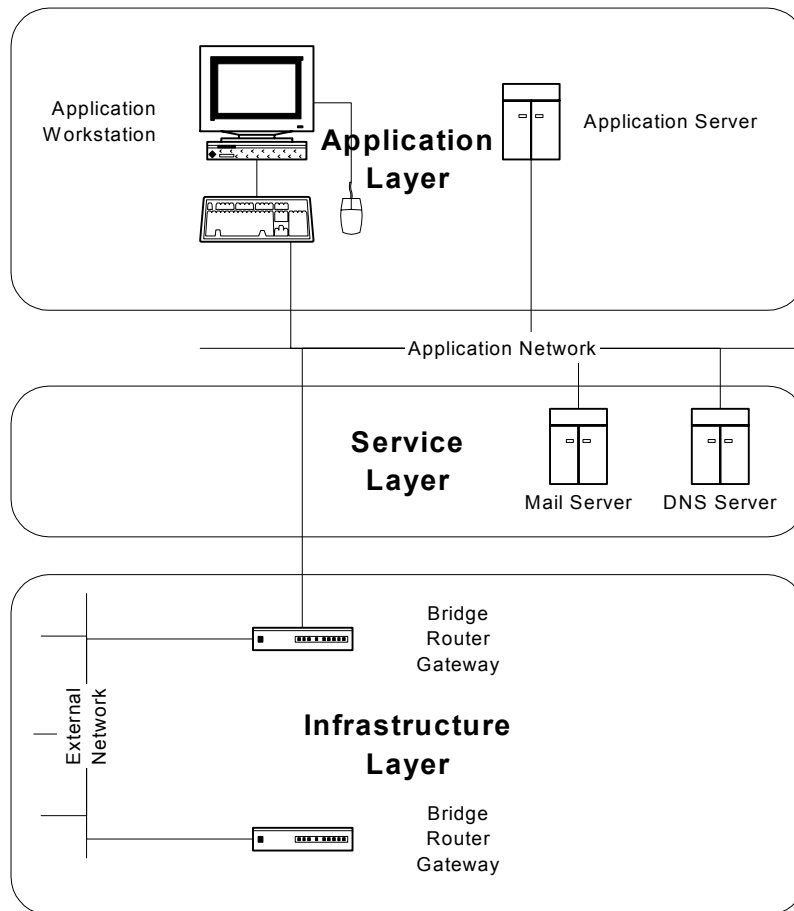 Application
Workstation
Application
Layer
Application Server
Application Network
Service
Layer
Mail Server
DNS Server
Bridge
Router
Gateway
External
Network
Infrastructure
Layer
Bridge
Router
Gateway